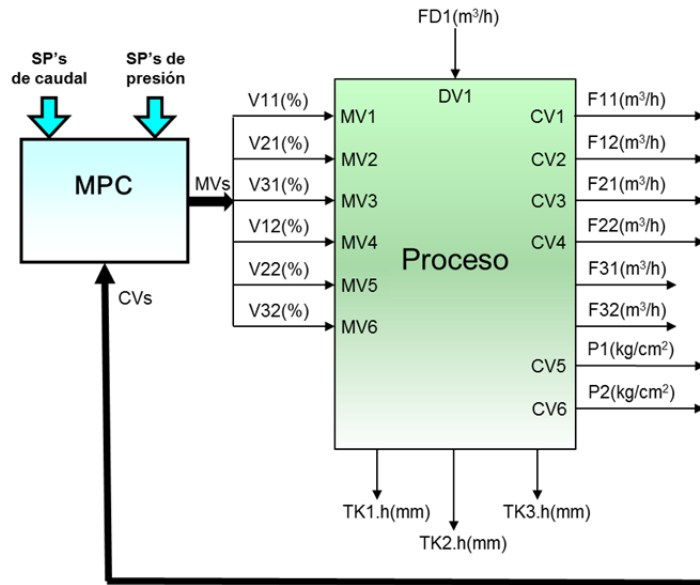 FD1(m³/h)
SP's
de caudal
SP's de
presión
MPC
MVs
CVs
V11(%)
V21(%)
V31(%)
V12(%)
V22(%)
V32(%)
DV1
MV1
MV2
MV3
MV4
MV5
MV6
Proceso
CV1
CV2
CV3
CV4
CV5
CV6
F11(m³/h)
F12(m³/h)
F21(m³/h)
F22(m³/h)
F31(m³/h)
F32(m³/h)
P1(kg/cm²)
P2(kg/cm²)
TK1.h(mm)
TK2.h(mm)
TK3.h(mm)